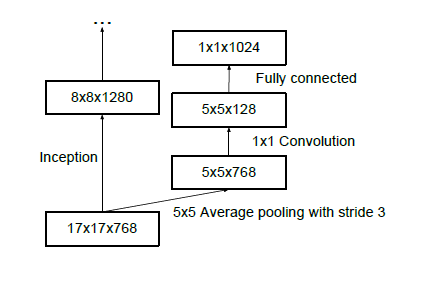 ...
1x1x1024
Fully connected
8x8x1280
5x5x128
1x1 Convolution
Inception
5x5x768
5x5 Average pooling with stride 3
17x17x768